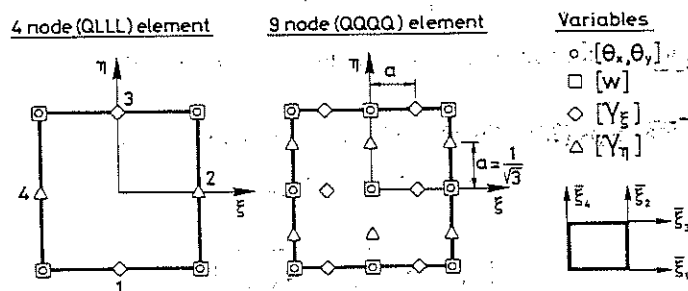 4 node (QLLL) element
9 node (QQQQ) element
Variables
η
3
4
2
ξ
1
η
a
a = 1/√3
ξ
[θx, θy]
[w]
[γξ]
[γη]
ξ̄4
ξ̄2
ξ̄3
ξ̄1